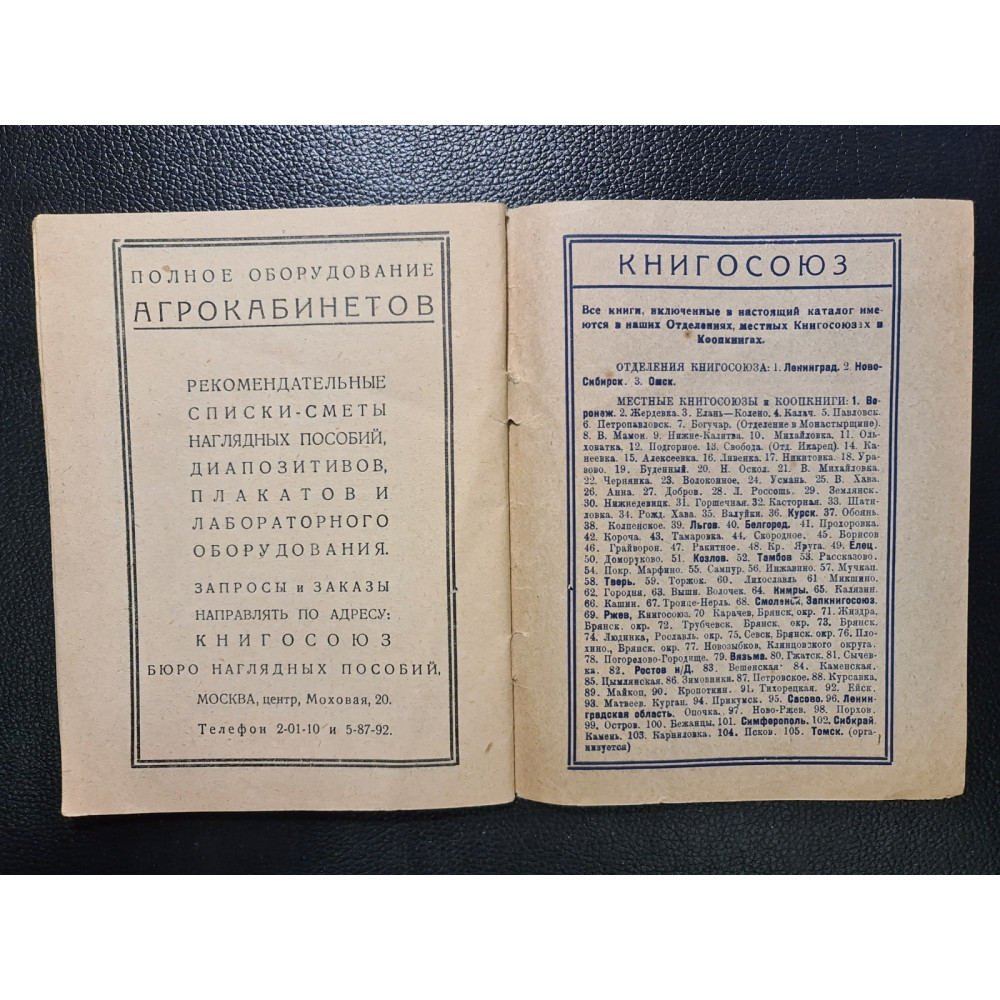 ПОЛНОЕ ОБОРУДОВАНИЕ
АГРОКАБИНЕТОВ
РЕКОМЕНДАТЕЛЬНЫЕ
СПИСКИ-СМЕТЫ
НАГЛЯДНЫХ ПОСОБИЙ,
ДИАПОЗИТИВОВ,
ПЛАКАТОВ И
ЛАБОРАТОРНОГО
ОБОРУДОВАНИЯ.
ЗАПРОСЫ и ЗАКАЗЫ
НАПРАВЛЯТЬ ПО АДРЕСУ:
КНИГОСОЮЗ
БЮРО НАГЛЯДНЫХ ПОСОБИЙ,
МОСКВА, центр, Моховая, 20.
Телефон 2-01-10 и 5-87-92.
КНИГОСОЮЗ
Все книги, включенные в настоящий каталог име-
ются в наших Отделениях, местных Книгосоюзах и
Коопкнигах.
ОТДЕЛЕНИЯ КНИГОСОЮЗА: 1. Ленинград. 2. Ново-
Сибирск. 3. Омск.
МЕСТНЫЕ КНИГОСОЮЗЫ и КООПКНИГИ: 1. Во-
ронеж. 2. Жердевка. 3. Елань—Колено. 4. Калач. 5. Павловск.
6. Петропавловск. 7. Богучар. (Отделение в Монастырщине).
8. В. Мамон. 9. Нижне-Калитва. 10. Михайловка. 11. Оль-
ховатка. 12. Подгорное. 13. Свобода. (Отд. Икарец). 14. Ка-
неевка. 15. Алексеевка. 16. Ливенка. 17. Никитовка. 18. Ура-
зово. 19. Буденный. 20. Н. Оскол. 21. В. Михайловка.
22. Чернянка. 23. Волоконное. 24. Усмань. 25. В. Хава.
26. Анна. 27. Добров. 28. Л. Россошь. 29. Землянск.
30. Нижнедевицк. 31. Горшечная. 32. Касторная. 33. Шати-
ловка. 34. Рожд. Хава. 35. Валуйки. 36. Курск. 37. Обоянь.
38. Колпенское. 39. Льгов. 40. Белгород. 41. Прохоровка.
42. Короча. 43. Тамаровка. 44. Скородное. 45. Борисов
46. Грайворон. 47. Ракитное. 48. Кр. Яруга. 49. Елец.
50. Доморуково. 51. Козлов. 52. Тамбов 53. Рассказово.
54. Покр. Марфино. 55. Сампур. 56. Инжавино. 57. Мучкап.
58. Тверь. 59. Торжок. 60. Лихославль 61 Микшино.
62. Городня. 63. Выши. Волочек. 64. Кимры. 65. Калязин.
66. Кашин. 67. Троице-Нерль. 68. Смоленск, Запкнигосоюз.
69. Ржев, Книгосоюз. 70 Карачев, Брянск, окр. 71. Жиздра,
Брянск. окр. 72. Трубчевск. Брянск. окр. 73. Брянск.
74. Людинка, Рославль. окр. 75. Севск, Брянск. окр. 76. Пло-
хино., Брянск. окр. 77. Новозыбков, Клинцовского округа.
78. Погорелово-Городище. 79. Вязьма. 80. Гжатск. 81. Сычев-
ка. 82. Ростов н/Д. 83. Вешенская 84. Каменская.
85. Цымлянская. 86. Зимовники. 87. Петровское. 88. Курсавка,
89. Майкоп. 90. Кропоткин. 91. Тихорецкая. 92. Ейск.
93. Матвеев. Курган. 94. Прикумск. 95. Сасово. 96. Ленин-
градская область. Опочка. 97. Ново-Ржев. 98. Порхов.
99. Остров. 100. Бежанцы. 101. Симферополь. 102. Сибкрай.
Камень. 103. Карниловка. 104. Псков. 105. Томск. (орга-
низуется)